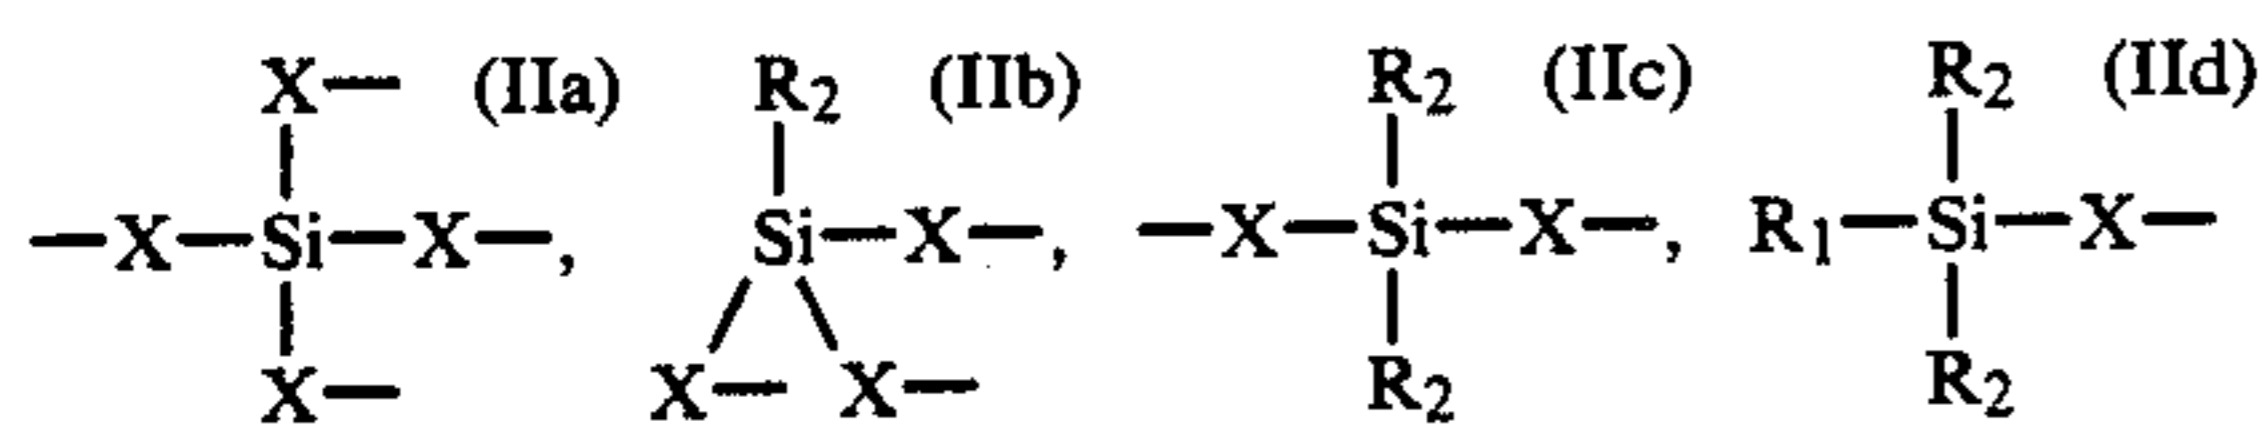 X— (IIa) R2 (IIb) R2 (IIc) R2 (IId)
—X—Si—X—, Si—X—, —X—Si—X—, R1—Si—X—
X— X— X— R2 R2